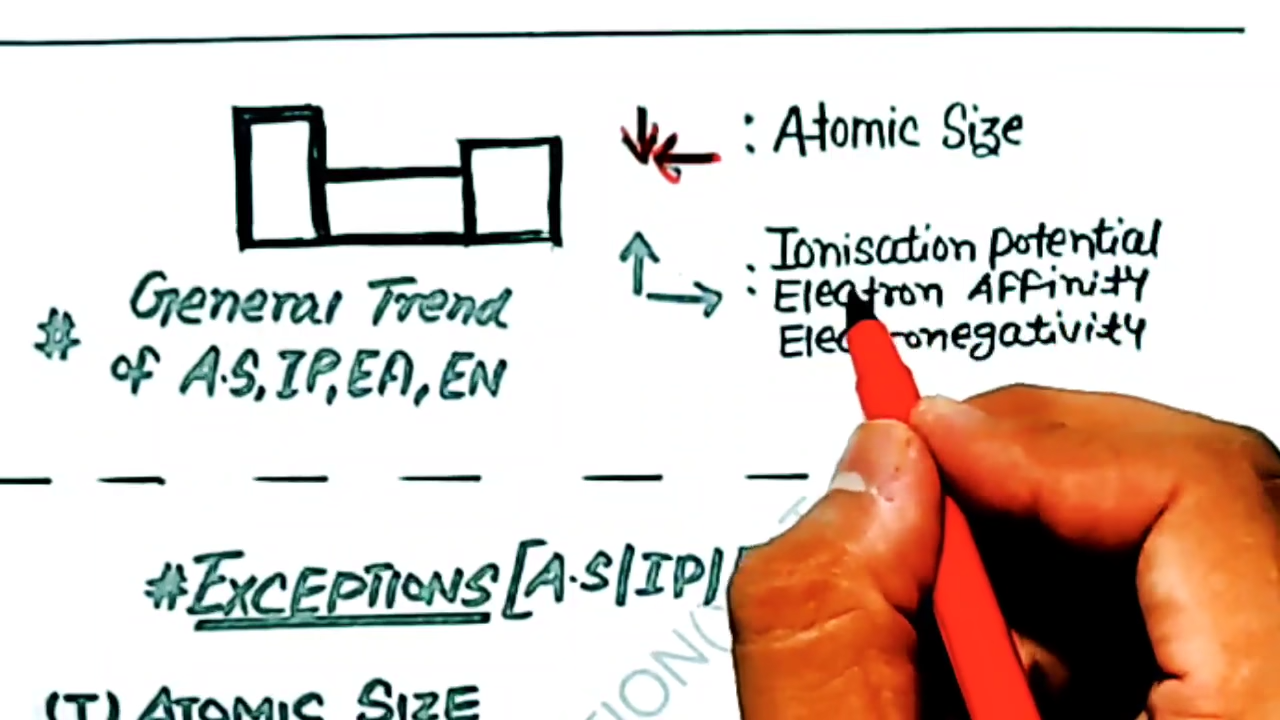 : Atomic Size
: Ionisation potential
Electron Affinity
Electronegativity
# General Trend
of A.S, IP, EA, EN
# EXCEPTIONS [A.S|IP|
(I) ATOMIC SIZE